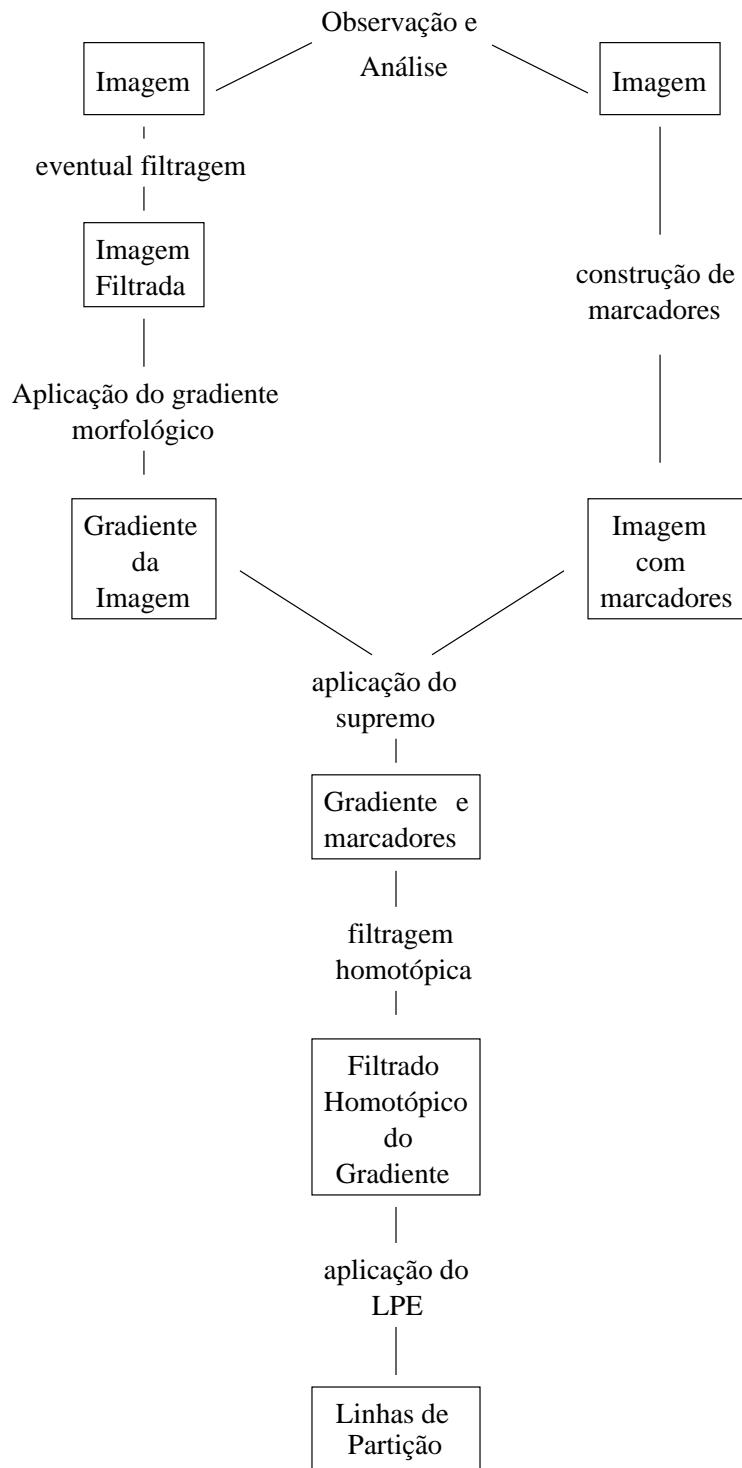 Observação e
Análise
Imagem
Imagem
eventual filtragem
Imagem
Filtrada
construção de
marcadores
Aplicação do gradiente
morfológico
Gradiente
da
Imagem
Imagem
com
marcadores
aplicação do
supremo
Gradiente e
marcadores
filtragem
homotópica
Filtrado
Homotópico
do
Gradiente
aplicação do
LPE
Linhas de
Partição